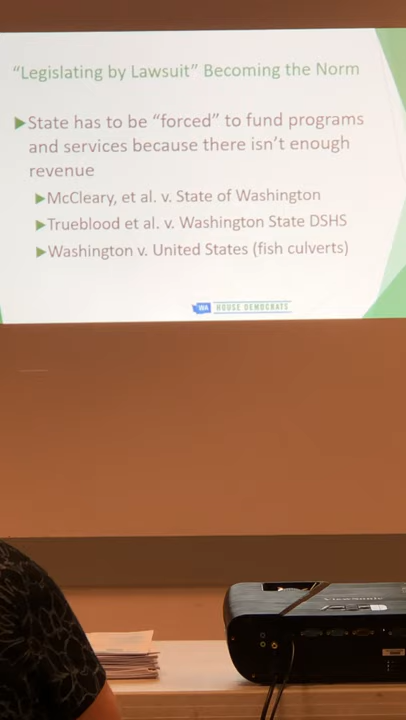 “Legislating by Lawsuit” Becoming the Norm
State has to be “forced” to fund programs
and services because there isn’t enough
revenue
McCleary, et al. v. State of Washington
Trueblood et al. v. Washington State DSHS
Washington v. United States (fish culverts)
WA HOUSE DEMOCRATS
ViewSonic